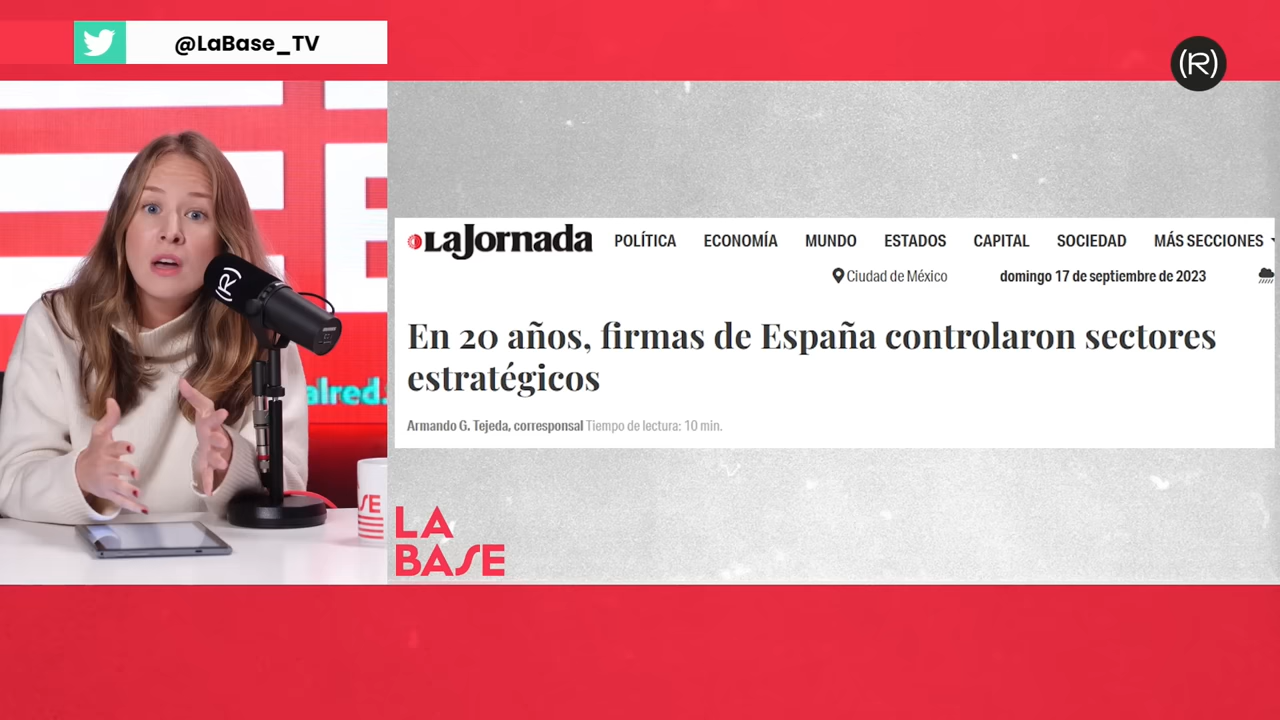 @LaBase_TV
(R)
LaJornada
POLÍTICA
ECONOMÍA
MUNDO
ESTADOS
CAPITAL
SOCIEDAD
MÁS SECCIONES
Ciudad de México
domingo 17 de septiembre de 2023
En 20 años, firmas de España controlaron sectores
estratégicos
Armando G. Tejeda, corresponsal Tiempo de lectura: 10 min.
(R)
alred.
SE
LA
BASE